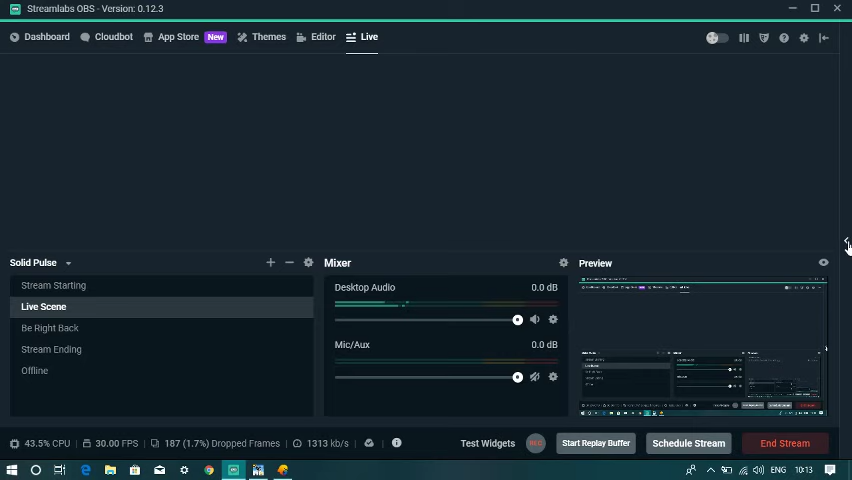 Streamlabs OBS - Version: 0.12.3
Dashboard Cloudbot App Store New Themes Editor Live
Solid Pulse
Stream Starting
Live Scene
Be Right Back
Stream Ending
Offline
Mixer
Desktop Audio 0.0 dB
Mic/Aux 0.0 dB
Preview
43.5% CPU 30.00 FPS 187 (1.7%) Dropped Frames 1313 kb/s Test Widgets REC Start Replay Buffer Schedule Stream End Stream
ENG 10:13